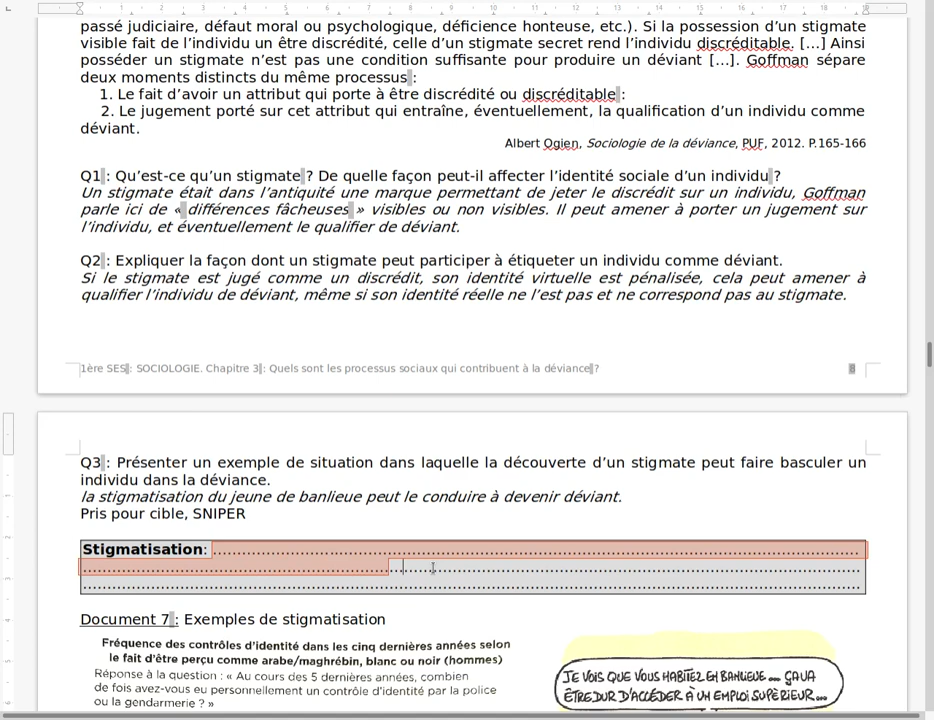 passé judiciaire, défaut moral ou psychologique, déficience honteuse, etc.). Si la possession d’un stigmate
visible fait de l’individu un être discrédité, celle d’un stigmate secret rend l’individu discréditable. [...] Ainsi
posséder un stigmate n’est pas une condition suffisante pour produire un déviant [...]. Goffman sépare
deux moments distincts du même processus :
1. Le fait d’avoir un attribut qui porte à être discrédité ou discréditable :
2. Le jugement porté sur cet attribut qui entraîne, éventuellement, la qualification d’un individu comme
déviant.
Albert Ogien, Sociologie de la déviance, PUF, 2012. P.165-166
Q1 : Qu’est-ce qu’un stigmate ? De quelle façon peut-il affecter l’identité sociale d’un individu ?
Un stigmate était dans l’antiquité une marque permettant de jeter le discrédit sur un individu, Goffman
parle ici de « différences fâcheuses » visibles ou non visibles. Il peut amener à porter un jugement sur
l’individu, et éventuellement le qualifier de déviant.
Q2 : Expliquer la façon dont un stigmate peut participer à étiqueter un individu comme déviant.
Si le stigmate est jugé comme un discrédit, son identité virtuelle est pénalisée, cela peut amener à
qualifier l’individu de déviant, même si son identité réelle ne l’est pas et ne correspond pas au stigmate.
1ère SES : SOCIOLOGIE. Chapitre 3 : Quels sont les processus sociaux qui contribuent à la déviance ? 8
Q3 : Présenter un exemple de situation dans laquelle la découverte d’un stigmate peut faire basculer un
individu dans la déviance.
la stigmatisation du jeune de banlieue peut le conduire à devenir déviant.
Pris pour cible, SNIPER
Stigmatisation: ................................................................
................................................................
................................................................
Document 7 : Exemples de stigmatisation
Fréquence des contrôles d’identité dans les cinq dernières années selon
le fait d’être perçu comme arabe/maghrébin, blanc ou noir (hommes)
Réponse à la question : « Au cours des 5 dernières années, combien
de fois avez-vous eu personnellement un contrôle d’identité par la police
ou la gendarmerie ? »
JE VOIS QUE VOUS HABITEZ EN BANLIEUE ... ÇA VA
ÊTRE DUR D'ACCÉDER À UN EMPLOI SUPÉRIEUR ...